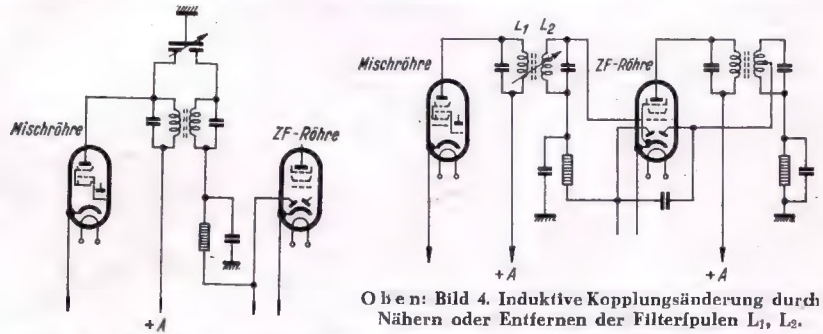 Mischröhre
ZF-Röhre
+A
L₁ L₂
Mischröhre
ZF-Röhre
+A
+A
Oben: Bild 4. Induktive Kopplungsänderung durch
Nähern oder Entfernen der Filterſpulen L₁, L₂.